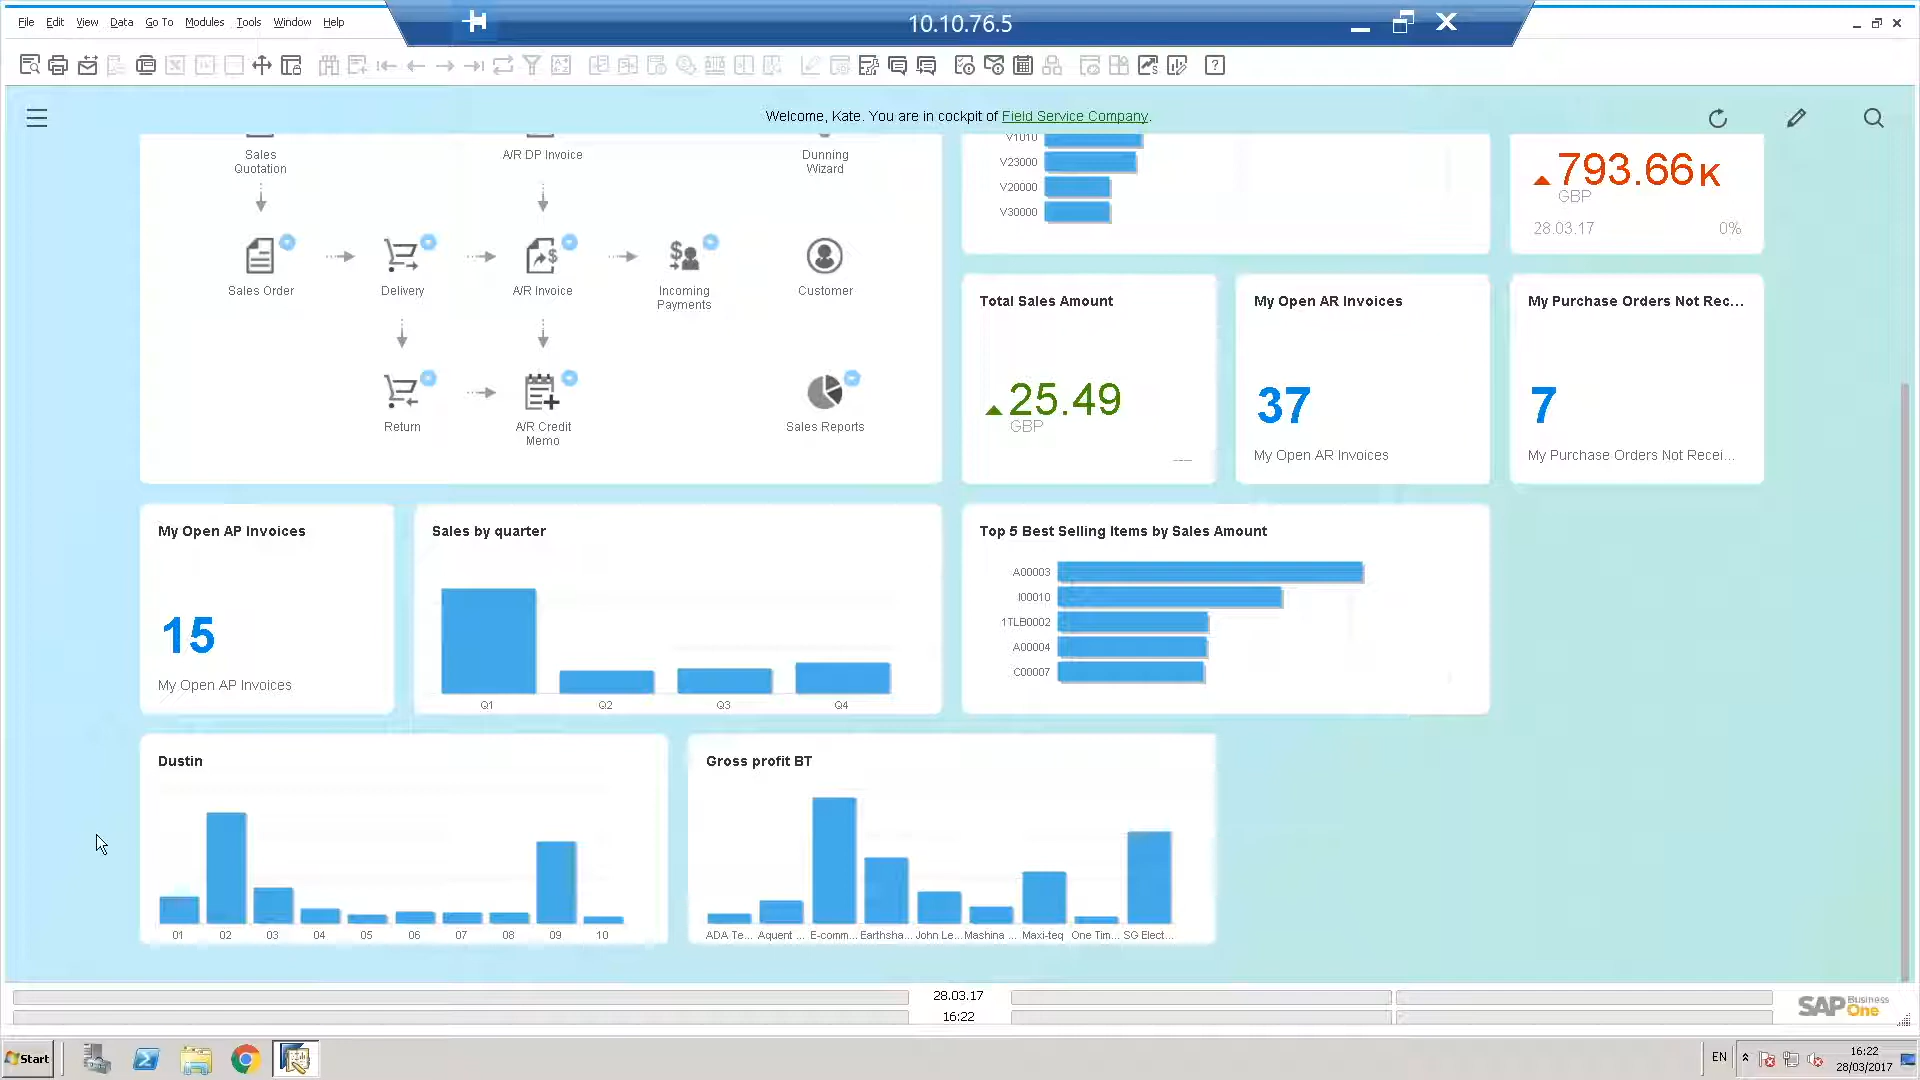 File Edit View Data Go To Modules Tools Window Help
10.10.76.5
Welcome, Kate. You are in cockpit of Field Service Company.
Sales Quotation
A/R DP Invoice
Dunning Wizard
Sales Order
Delivery
A/R Invoice
Incoming Payments
Customer
Return
A/R Credit Memo
Sales Reports
V1010
V23000
V20000
V30000
793.66K
GBP
28.03.17 0%
Total Sales Amount
25.49
GBP
My Open AR Invoices
37
My Open AR Invoices
My Purchase Orders Not Rec...
7
My Purchase Orders Not Recei...
My Open AP Invoices
15
My Open AP Invoices
Sales by quarter
Q1 Q2 Q3 Q4
Top 5 Best Selling Items by Sales Amount
A00003
I00010
1TLB0002
A00004
C00007
Dustin
01 02 03 04 05 06 07 08 09 10
Gross profit BT
ADA Te... Aquent ... E-comm... Earthsha... John Le... Mashina ... Maxi-teq One Tim... SG Elect...
28.03.17
16:22
SAP Business One
Start
EN
16:22
28/03/2017